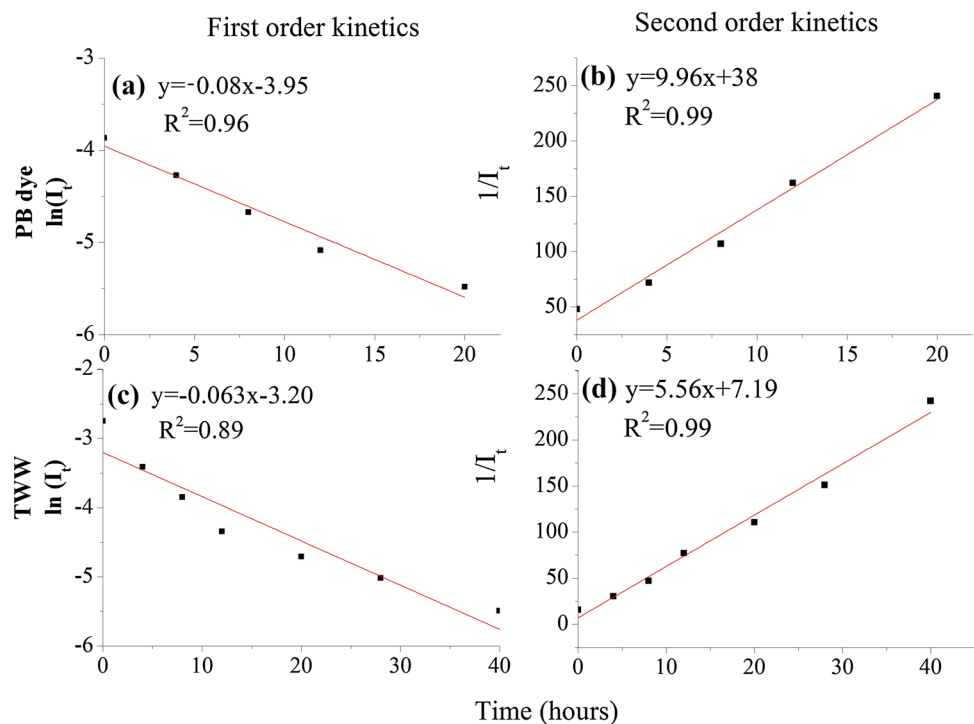 First order kinetics
Second order kinetics
(a) y=-0.08x-3.95
R²=0.96
PB dye
ln(Iₜ)
-3
-4
-5
-6
0 5 10 15 20
(b) y=9.96x+38
R²=0.99
1/Iₜ
250
200
150
100
50
0 5 10 15 20
(c) y=-0.063x-3.20
R²=0.89
TWW
ln (Iₜ)
-2
-3
-4
-5
-6
0 10 20 30 40
(d) y=5.56x+7.19
R²=0.99
1/Iₜ
250
200
150
100
50
0
0 10 20 30 40
Time (hours)